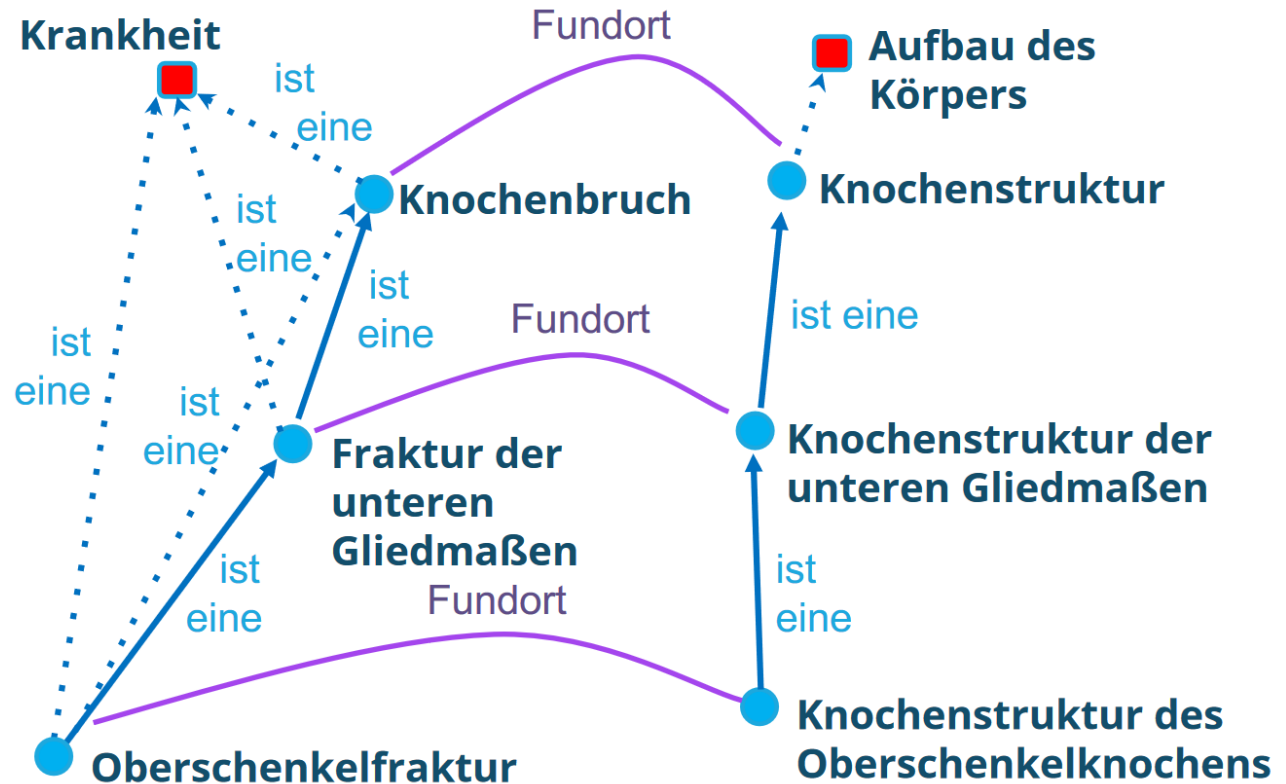 Krankheit
Fundort
Aufbau des
Körpers
ist
eine
Knochenbruch
Knochenstruktur
ist
eine
ist
eine
ist eine
Fundort
ist
eine
ist
eine
Fraktur der
unteren
Gliedmaßen
Knochenstruktur der
unteren Gliedmaßen
ist
eine
Fundort
ist
eine
Oberschenkelfraktur
Knochenstruktur des
Oberschenkelknochens